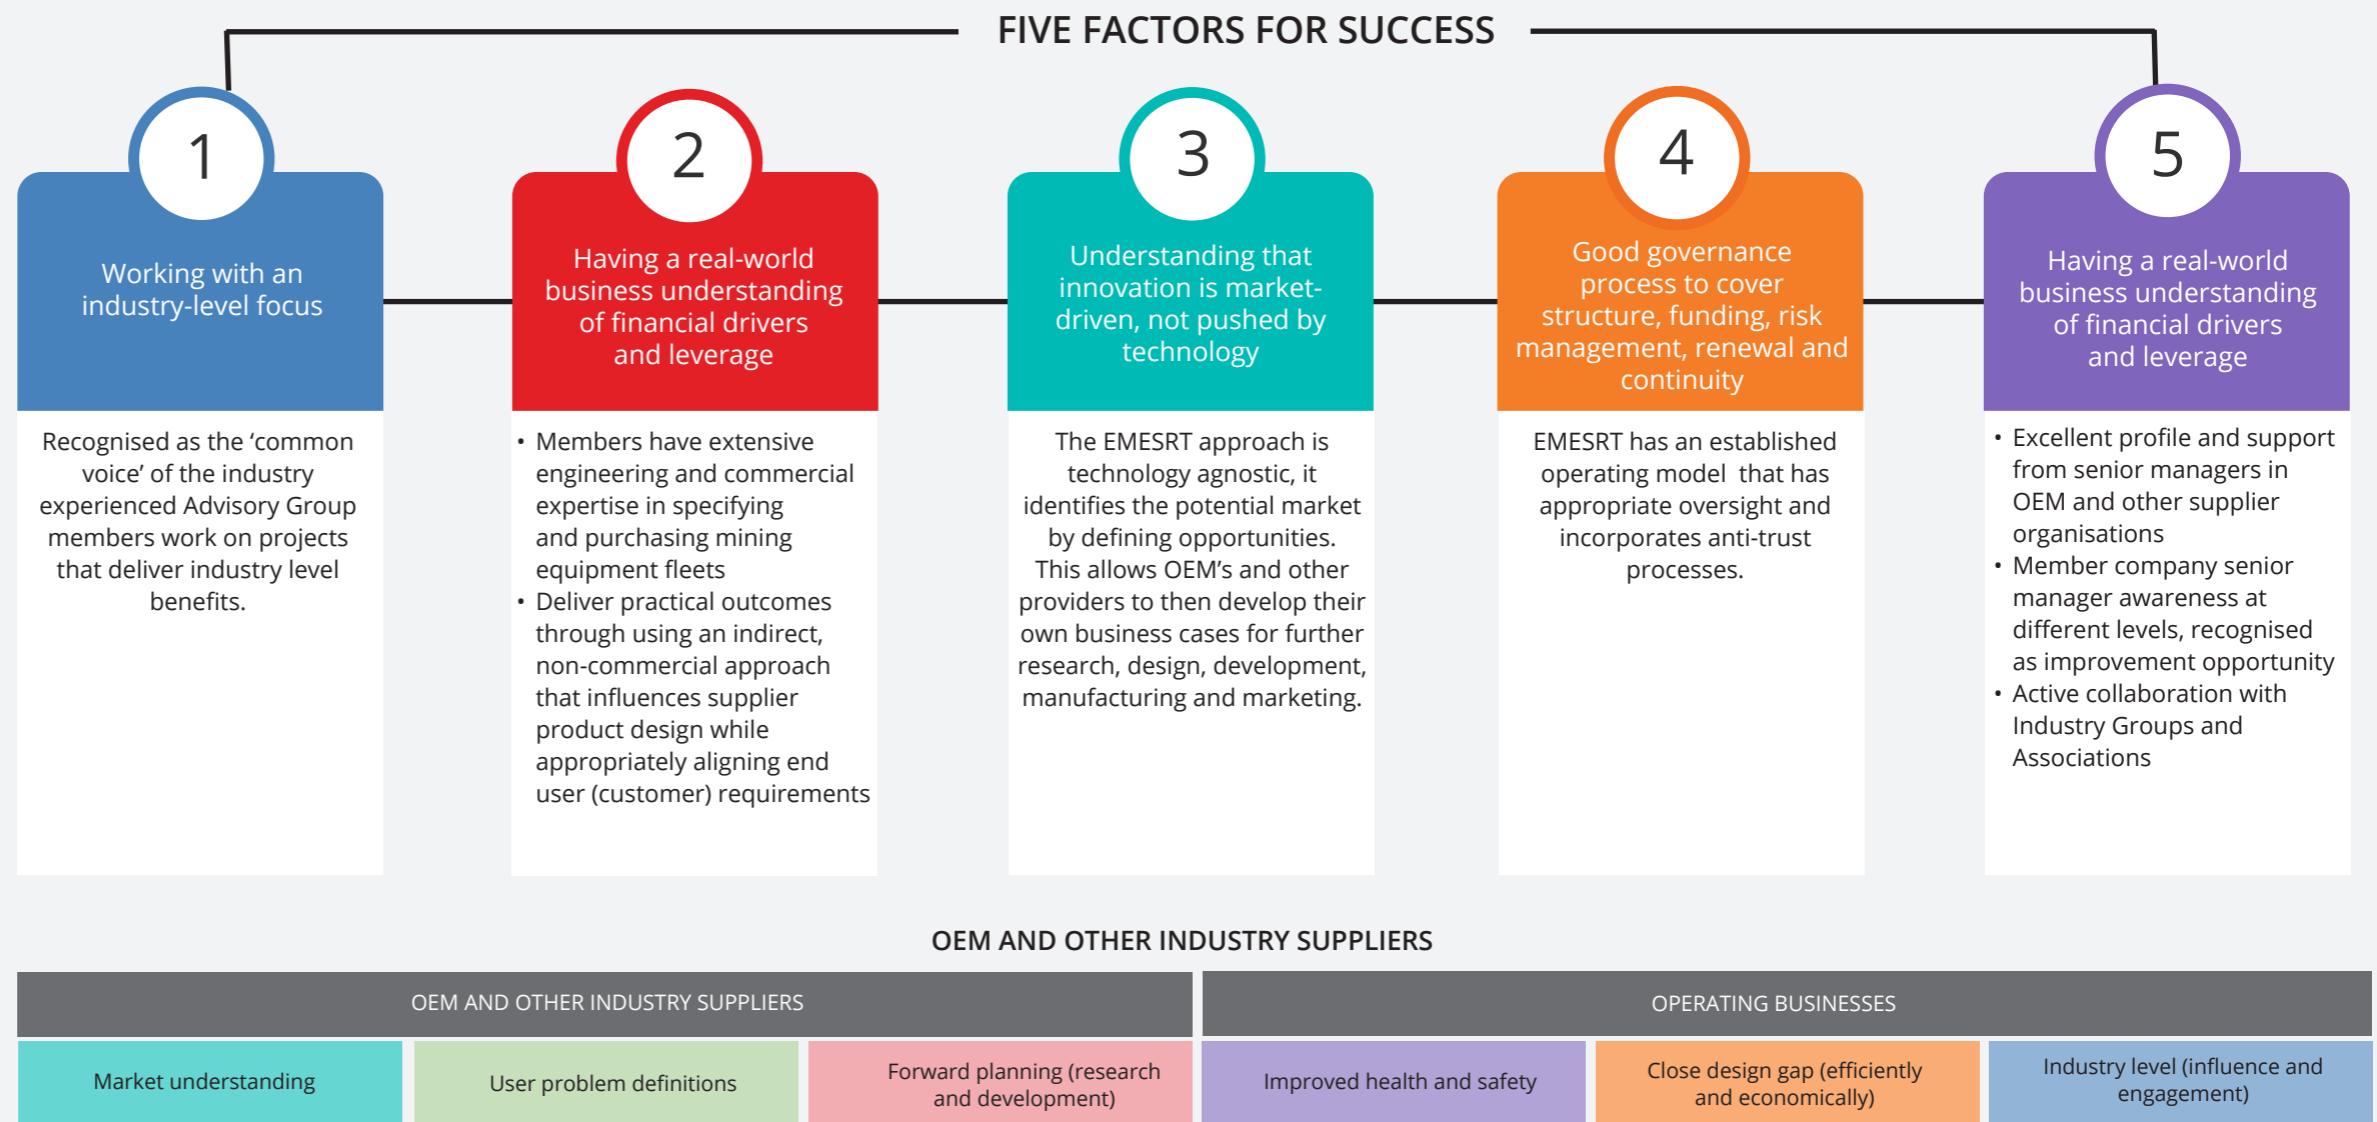 FIVE FACTORS FOR SUCCESS
1
Working with an
industry-level focus
Recognised as the ‘common
voice’ of the industry
experienced Advisory Group
members work on projects
that deliver industry level
benefits.
2
Having a real-world
business understanding
of financial drivers
and leverage
• Members have extensive
engineering and commercial
expertise in specifying
and purchasing mining
equipment fleets
• Deliver practical outcomes
through using an indirect,
non-commercial approach
that influences supplier
product design while
appropriately aligning end
user (customer) requirements
3
Understanding that
innovation is market-
driven, not pushed by
technology
The EMESRT approach is
technology agnostic, it
identifies the potential market
by defining opportunities.
This allows OEM’s and other
providers to then develop their
own business cases for further
research, design, development,
manufacturing and marketing.
4
Good governance
process to cover
structure, funding, risk
management, renewal and
continuity
EMESRT has an established
operating model that has
appropriate oversight and
incorporates anti-trust
processes.
5
Having a real-world
business understanding
of financial drivers
and leverage
• Excellent profile and support
from senior managers in
OEM and other supplier
organisations
• Member company senior
manager awareness at
different levels, recognised
as improvement opportunity
• Active collaboration with
Industry Groups and
Associations
OEM AND OTHER INDUSTRY SUPPLIERS
OEM AND OTHER INDUSTRY SUPPLIERS
OPERATING BUSINESSES
Market understanding
User problem definitions
Forward planning (research
and development)
Improved health and safety
Close design gap (efficiently
and economically)
Industry level (influence and
engagement)